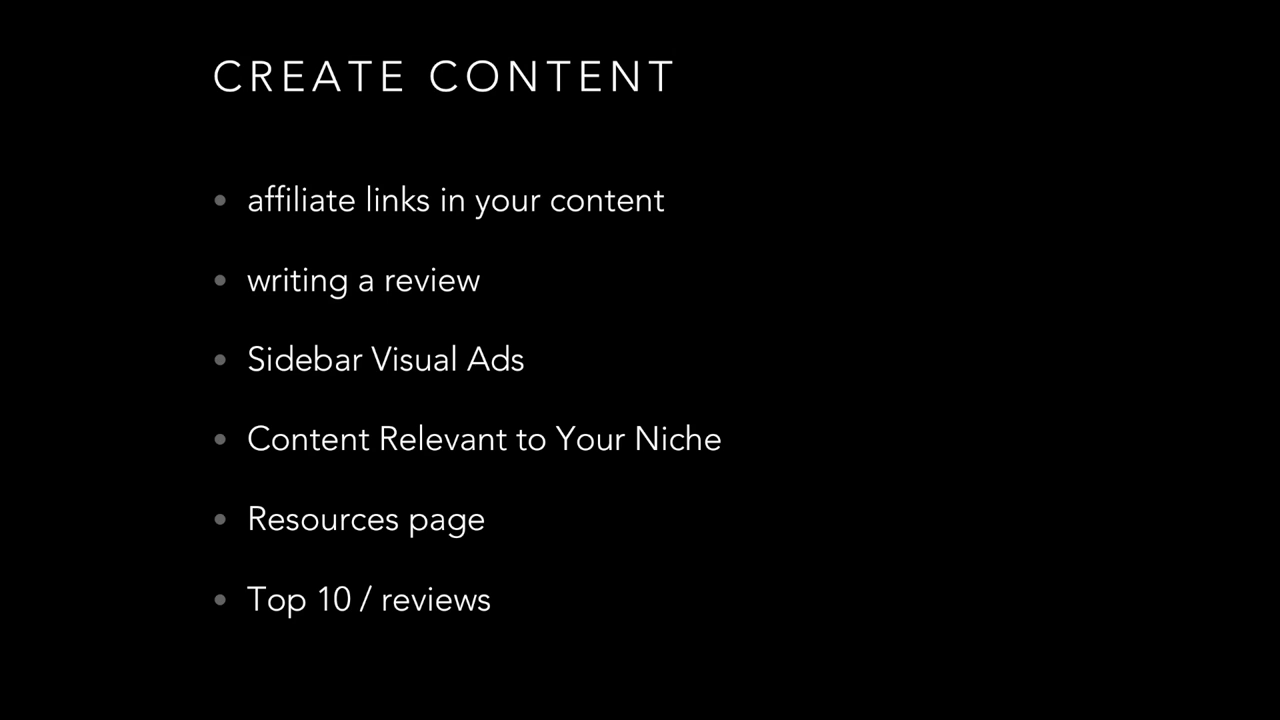 CREATE CONTENT
• affiliate links in your content
• writing a review
• Sidebar Visual Ads
• Content Relevant to Your Niche
• Resources page
• Top 10 / reviews